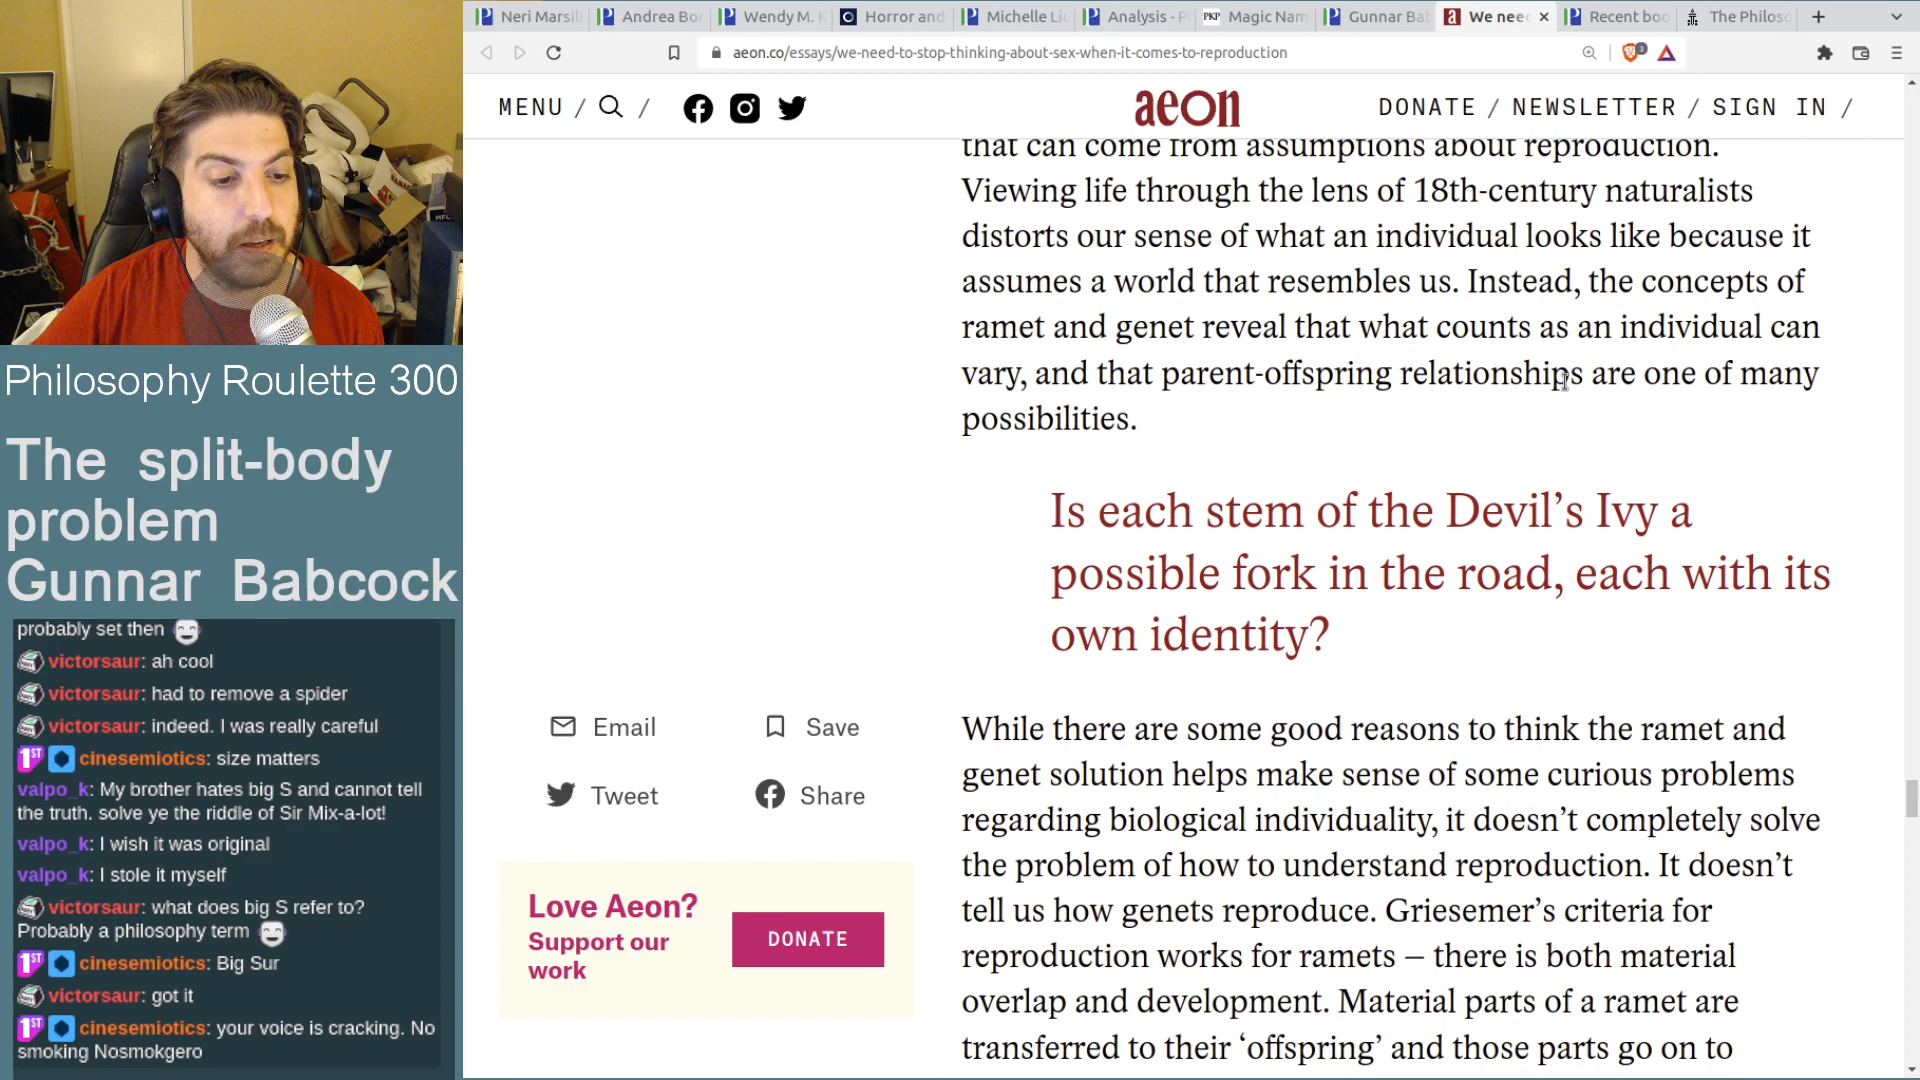 Neri Marsil
Andrea Bor
Wendy M. K
Horror and
Michelle Liu
Analysis - P
PKP Magic Nam
Gunnar Bal
We need
Recent boo
The Philoso
aeon.co/essays/we-need-to-stop-thinking-about-sex-when-it-comes-to-reproduction
3
MENU / /
aeon
DONATE / NEWSLETTER / SIGN IN /
that can come from assumptions about reproduction.
Viewing life through the lens of 18th-century naturalists
distorts our sense of what an individual looks like because it
assumes a world that resembles us. Instead, the concepts of
ramet and genet reveal that what counts as an individual can
vary, and that parent-offspring relationships are one of many
possibilities.
Is each stem of the Devil’s Ivy a
possible fork in the road, each with its
own identity?
Email
Save
Tweet
Share
Love Aeon?
Support our
work
DONATE
While there are some good reasons to think the ramet and
genet solution helps make sense of some curious problems
regarding biological individuality, it doesn’t completely solve
the problem of how to understand reproduction. It doesn’t
tell us how genets reproduce. Griesemer’s criteria for
reproduction works for ramets – there is both material
overlap and development. Material parts of a ramet are
transferred to their ‘offspring’ and those parts go on to
Philosophy Roulette 300
The split-body
problem
Gunnar Babcock
probably set then
victorsaur: ah cool
victorsaur: had to remove a spider
victorsaur: indeed. I was really careful
1ST cinesemiotics: size matters
valpo_k: My brother hates big S and cannot tell
the truth. solve ye the riddle of Sir Mix-a-lot!
valpo_k: I wish it was original
valpo_k: I stole it myself
victorsaur: what does big S refer to?
Probably a philosophy term
1ST cinesemiotics: Big Sur
victorsaur: got it
1ST cinesemiotics: your voice is cracking. No
smoking Nosmokgero